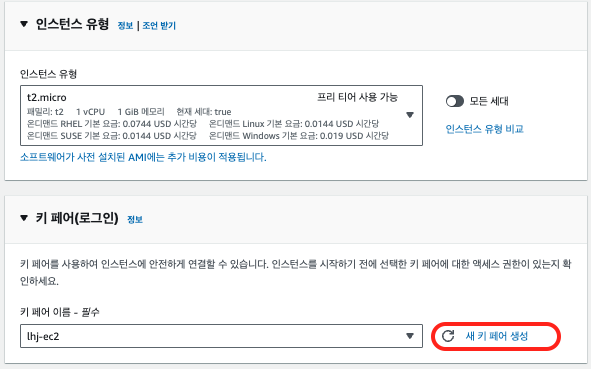 인스턴스 유형 정보 | 조언 받기
인스턴스 유형
t2.micro 프리 티어 사용 가능
패밀리: t2 1 vCPU 1 GiB 메모리 현재 세대: true
온디맨드 RHEL 기본 요금: 0.0744 USD 시간당 온디맨드 Linux 기본 요금: 0.0144 USD 시간당
온디맨드 SUSE 기본 요금: 0.0144 USD 시간당 온디맨드 Windows 기본 요금: 0.019 USD 시간당
모든 세대
인스턴스 유형 비교
소프트웨어가 사전 설치된 AMI에는 추가 비용이 적용됩니다.
키 페어(로그인) 정보
키 페어를 사용하여 인스턴스에 안전하게 연결할 수 있습니다. 인스턴스를 시작하기 전에 선택한 키 페어에 대한 액세스 권한이 있는지 확
인하세요.
키 페어 이름 - 필수
lhj-ec2
새 키 페어 생성